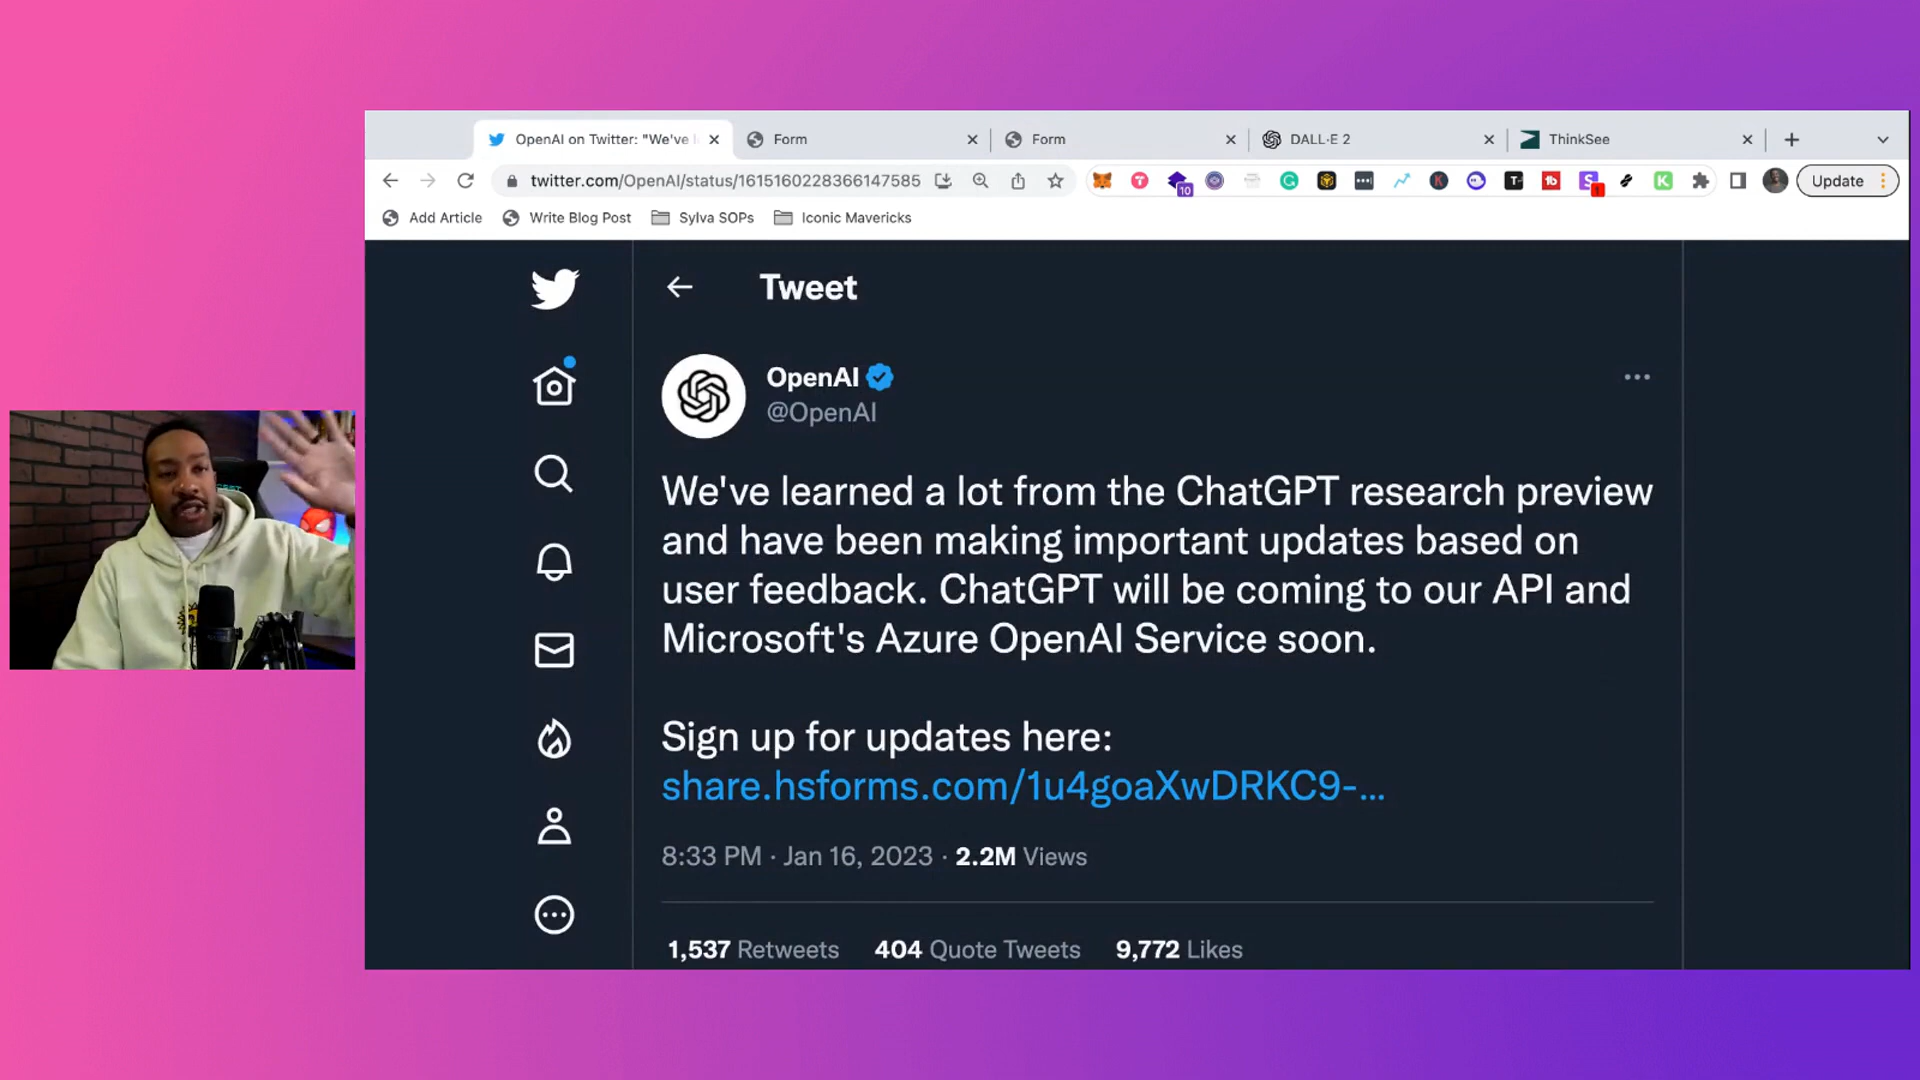 OpenAI on Twitter: "We've l
Form
Form
DALL·E 2
ThinkSee
twitter.com/OpenAI/status/1615160228366147585
10
1
Update
Add Article
Write Blog Post
Sylva SOPs
Iconic Mavericks
Tweet
OpenAI
@OpenAI
We've learned a lot from the ChatGPT research preview
and have been making important updates based on
user feedback. ChatGPT will be coming to our API and
Microsoft's Azure OpenAI Service soon.
Sign up for updates here:
share.hsforms.com/1u4goaXwDRKC9-...
8:33 PM · Jan 16, 2023 · 2.2M Views
1,537 Retweets 404 Quote Tweets 9,772 Likes